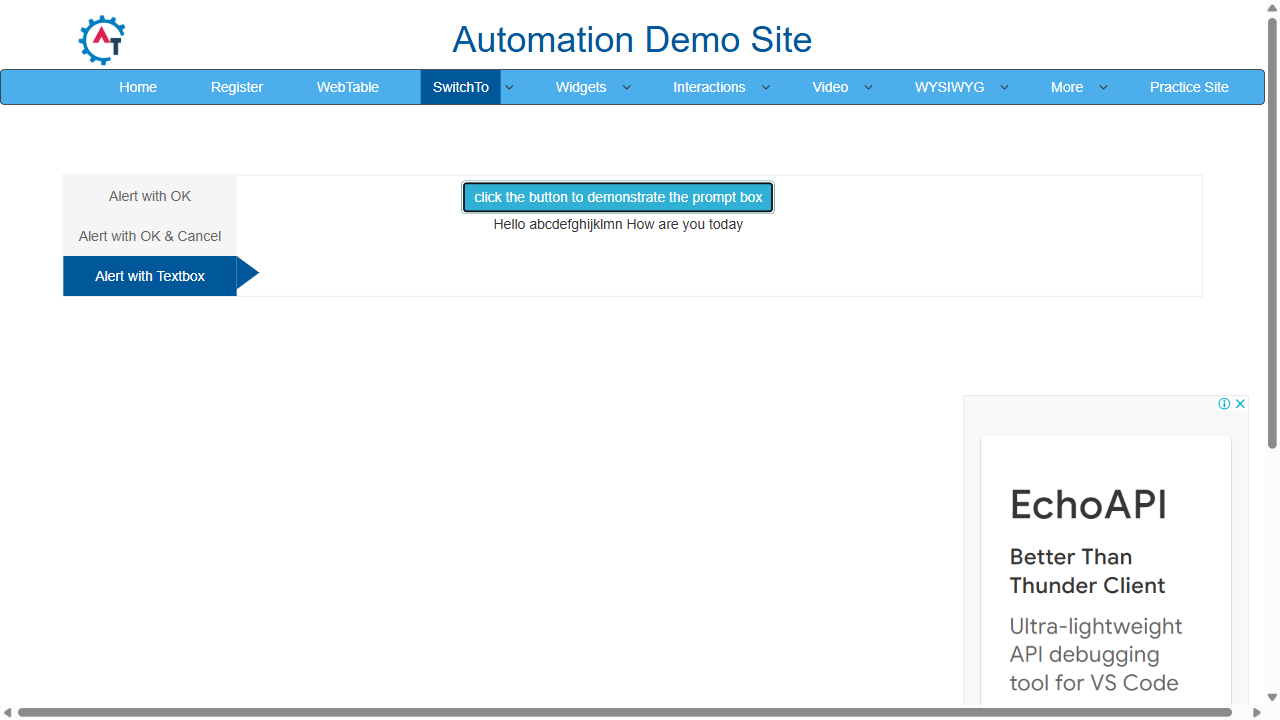 AT
Automation Demo Site
Home Register WebTable SwitchTo Widgets Interactions Video WYSIWYG More Practice Site
Alert with OK
Alert with OK & Cancel
Alert with Textbox
click the button to demonstrate the prompt box
Hello abcdefghijklmn How are you today
EchoAPI
Better Than
Thunder Client
Ultra-lightweight
API debugging
tool for VS Code